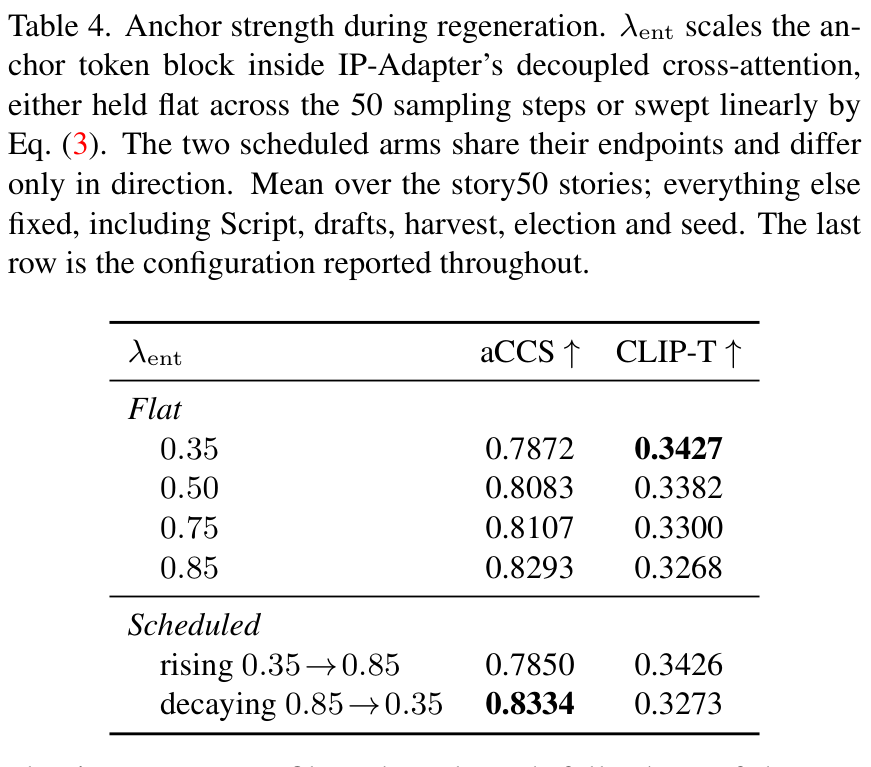 Table 4. Anchor strength during regeneration. λent scales the an-
chor token block inside IP-Adapter's decoupled cross-attention,
either held flat across the 50 sampling steps or swept linearly by
Eq. (3). The two scheduled arms share their endpoints and differ
only in direction. Mean over the story50 stories; everything else
fixed, including Script, drafts, harvest, election and seed. The last
row is the configuration reported throughout.
λent aCCS ↑ CLIP-T ↑
Flat
0.35 0.7872 0.3427
0.50 0.8083 0.3382
0.75 0.8107 0.3300
0.85 0.8293 0.3268
Scheduled
rising 0.35→0.85 0.7850 0.3426
decaying 0.85→0.35 0.8334 0.3273